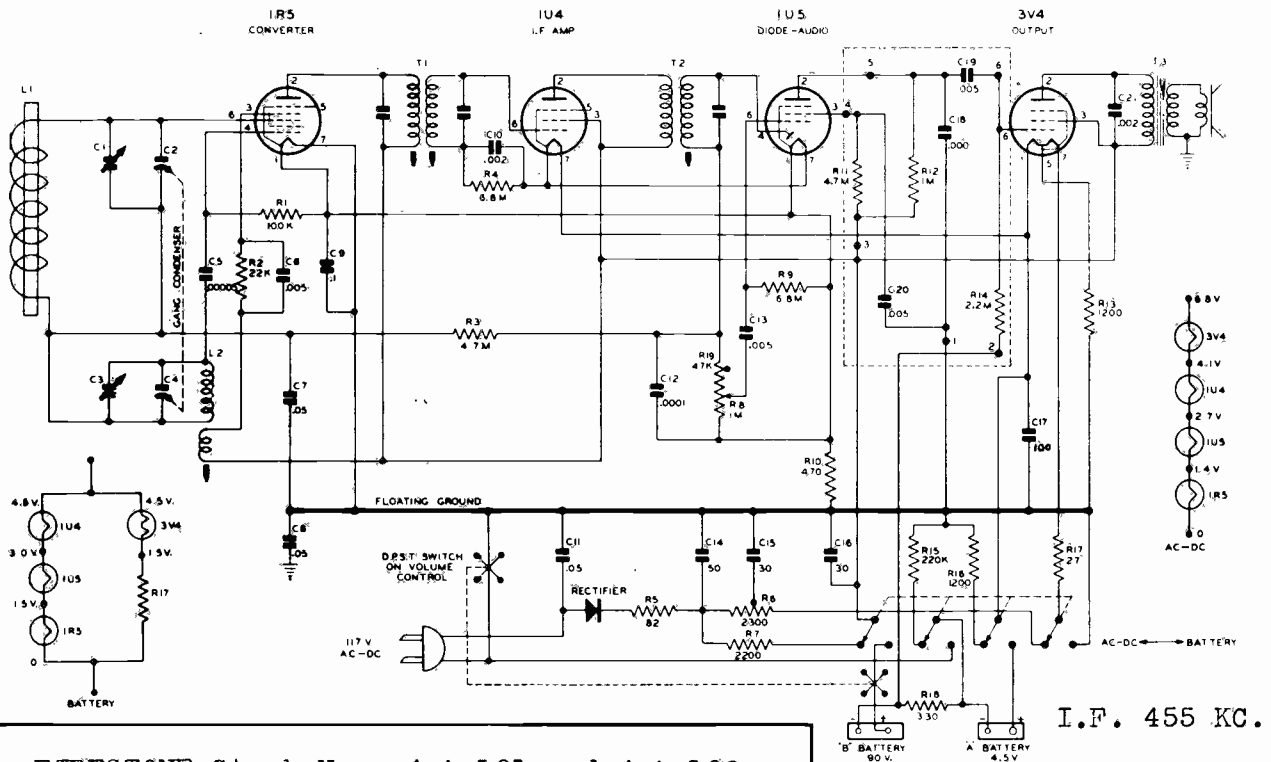 1R5
CONVERTER
1U4
I.F AMP
1U5
DIODE-AUDIO
3V4
OUTPUT
L1
C1
C2
GANG CONDENSER
C3
C4
L2
R1
100K
C5
.00005
R2
22K
C8
.005
C9
.1
T1
C10
.002
R4
6.8M
T2
R3
4.7M
C7
.05
C12
.0001
R19
47K
R8
1M
C13
.005
R9
6.8M
R10
470
R11
4.7M
R12
1M
C18
C19
.005
C20
.005
R14
2.2M
C17
100
R13
1200
.002
FLOATING GROUND
.05
D.P.S.T. SWITCH
ON VOLUME
CONTROL
C11
.05
RECTIFIER
R5
82
C14
50
C15
30
R6
2300
R7
2200
C16
30
R15
220K
R16
1200
R17
27
117 V
AC-DC
AC-DC
BATTERY
R18
330
"B" BATTERY
90 V.
"A" BATTERY
4.5V
I.F. 455 KC.
4.5V.
1U4
3.0V
1U5
1.5V
1R5
0
4.5V.
3V4
1.5V.
R17
BATTERY
6.8V
3V4
4.1V
1U4
2.7V
1U5
1.4V
1R5
0
AC-DC